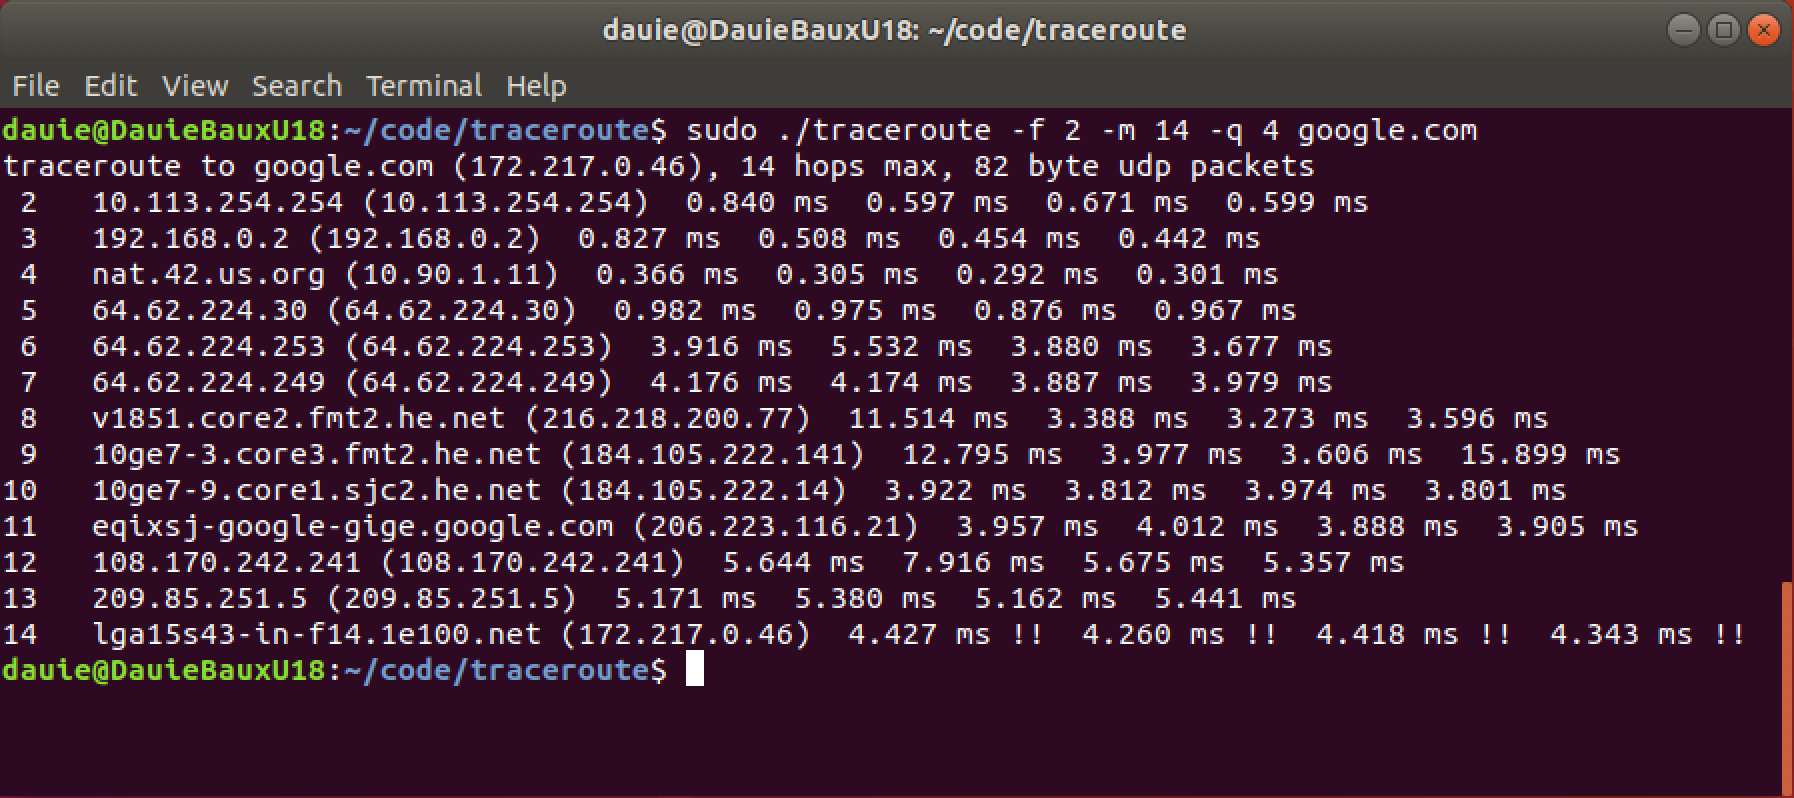 dauie@DauieBauxU18: ~/code/traceroute
File Edit View Search Terminal Help
dauie@DauieBauxU18:~/code/traceroute$ sudo ./traceroute -f 2 -m 14 -q 4 google.com
traceroute to google.com (172.217.0.46), 14 hops max, 82 byte udp packets
 2   10.113.254.254 (10.113.254.254)  0.840 ms  0.597 ms  0.671 ms  0.599 ms
 3   192.168.0.2 (192.168.0.2)  0.827 ms  0.508 ms  0.454 ms  0.442 ms
 4   nat.42.us.org (10.90.1.11)  0.366 ms  0.305 ms  0.292 ms  0.301 ms
 5   64.62.224.30 (64.62.224.30)  0.982 ms  0.975 ms  0.876 ms  0.967 ms
 6   64.62.224.253 (64.62.224.253)  3.916 ms  5.532 ms  3.880 ms  3.677 ms
 7   64.62.224.249 (64.62.224.249)  4.176 ms  4.174 ms  3.887 ms  3.979 ms
 8   v1851.core2.fmt2.he.net (216.218.200.77)  11.514 ms  3.388 ms  3.273 ms  3.596 ms
 9   10ge7-3.core3.fmt2.he.net (184.105.222.141)  12.795 ms  3.977 ms  3.606 ms  15.899 ms
10   10ge7-9.core1.sjc2.he.net (184.105.222.14)  3.922 ms  3.812 ms  3.974 ms  3.801 ms
11   eqixsj-google-gige.google.com (206.223.116.21)  3.957 ms  4.012 ms  3.888 ms  3.905 ms
12   108.170.242.241 (108.170.242.241)  5.644 ms  7.916 ms  5.675 ms  5.357 ms
13   209.85.251.5 (209.85.251.5)  5.171 ms  5.380 ms  5.162 ms  5.441 ms
14   lga15s43-in-f14.1e100.net (172.217.0.46)  4.427 ms !!  4.260 ms !!  4.418 ms !!  4.343 ms !!
dauie@DauieBauxU18:~/code/traceroute$